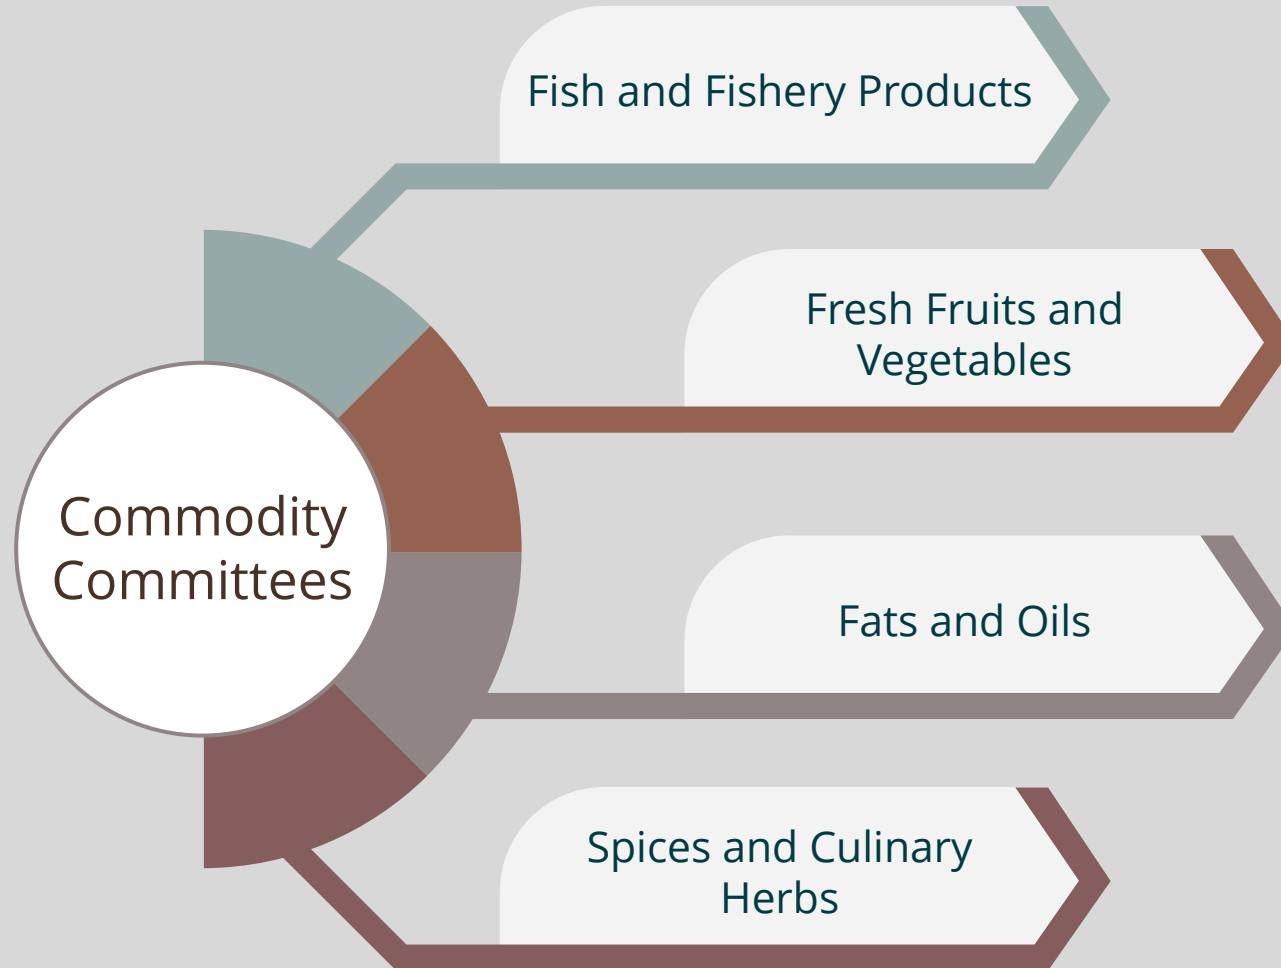 Fish and Fishery Products
Fresh Fruits and
Vegetables
Commodity
Committees
Fats and Oils
Spices and Culinary
Herbs